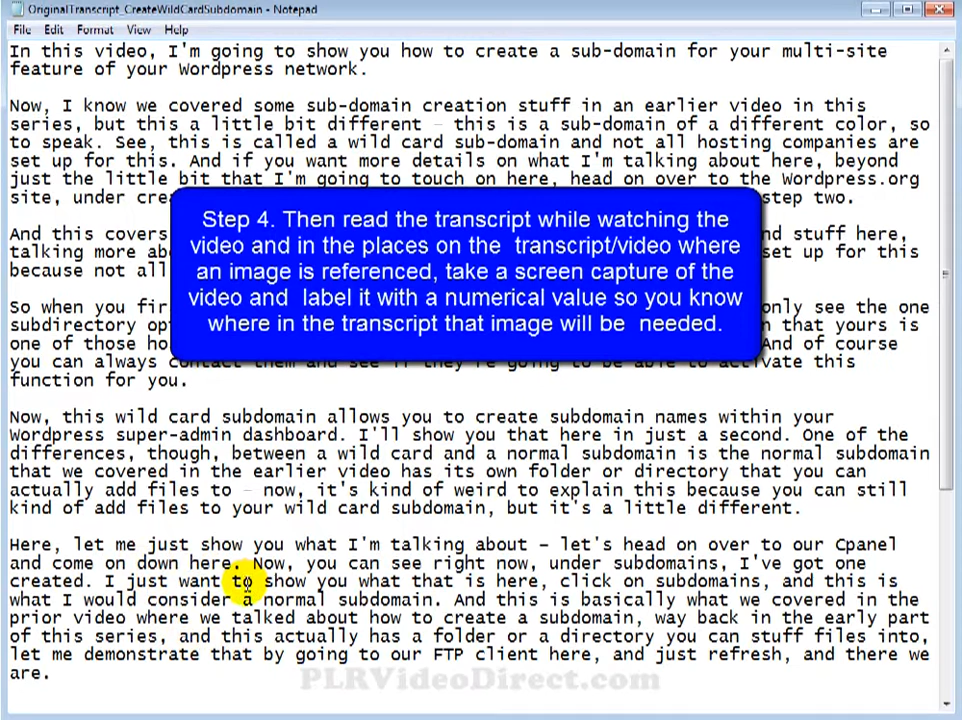 OriginalTranscript_CreateWildCardSubdomain - Notepad
File Edit Format View Help
In this video, I'm going to show you how to create a sub-domain for your multi-site
feature of your Wordpress network.
Now, I know we covered some sub-domain creation stuff in an earlier video in this
series, but this a little bit different – this is a sub-domain of a different color, so
to speak. See, this is called a wild card sub-domain and not all hosting companies are
set up for this. And if you want more details on what I'm talking about here, beyond
just the little bit that I'm going to touch on here, head on over to the Wordpress.org
site, under step two.
And this covers and stuff here,
talking more set up for this
because not all
So when you only see the one
subdirectory that yours is
one of those And of course
you can always contact them and see if they're going to be able to activate this
function for you.
Step 4. Then read the transcript while watching the
video and in the places on the transcript/video where
an image is referenced, take a screen capture of the
video and label it with a numerical value so you know
where in the transcript that image will be needed.
Now, this wild card subdomain allows you to create subdomain names within your
Wordpress super-admin dashboard. I'll show you that here in just a second. One of the
differences, though, between a wild card and a normal subdomain is the normal subdomain
that we covered in the earlier video has its own folder or directory that you can
actually add files to – now, it's kind of weird to explain this because you can still
kind of add files to your wild card subdomain, but it's a little different.
Here, let me just show you what I'm talking about – let's head on over to our Cpanel
and come on down here. Now, you can see right now, under subdomains, I've got one
created. I just want to show you what that is here, click on subdomains, and this is
what I would consider a normal subdomain. And this is basically what we covered in the
prior video where we talked about how to create a subdomain, way back in the early part
of this series, and this actually has a folder or a directory you can stuff files into,
let me demonstrate that by going to our FTP client here, and just refresh, and there we
are.
PLRVideoDirect.com